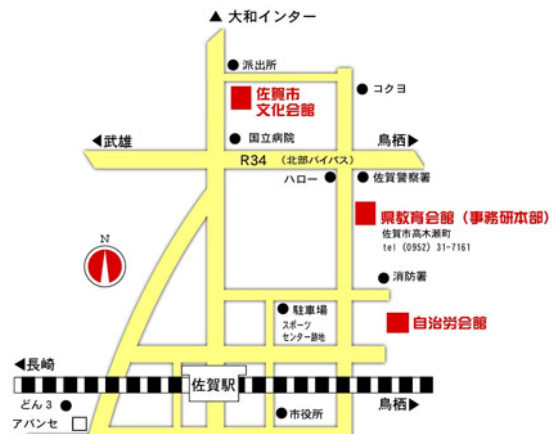 ▲ 大和インター
派出所
コクヨ
佐賀市
文化会館
国立病院
◀武雄
鳥栖▶
R34 (北部バイパス)
ハロー
佐賀警察署
県教育会館（事務研本部）
佐賀市高木瀬町
tel (0952) 31-7161
N
消防署
駐車場
スポーツ
センター跡地
自治労会館
◀長崎
佐賀駅
どん3
鳥栖▶
市役所
アバンセ